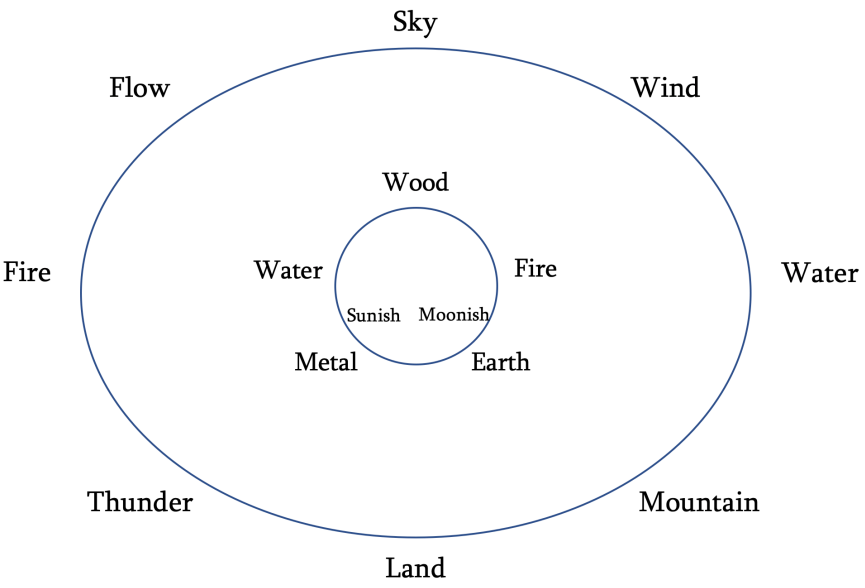 Sky
Flow
Wind
Wood
Fire
Water
Fire
Water
Sunish
Moonish
Metal
Earth
Thunder
Mountain
Land